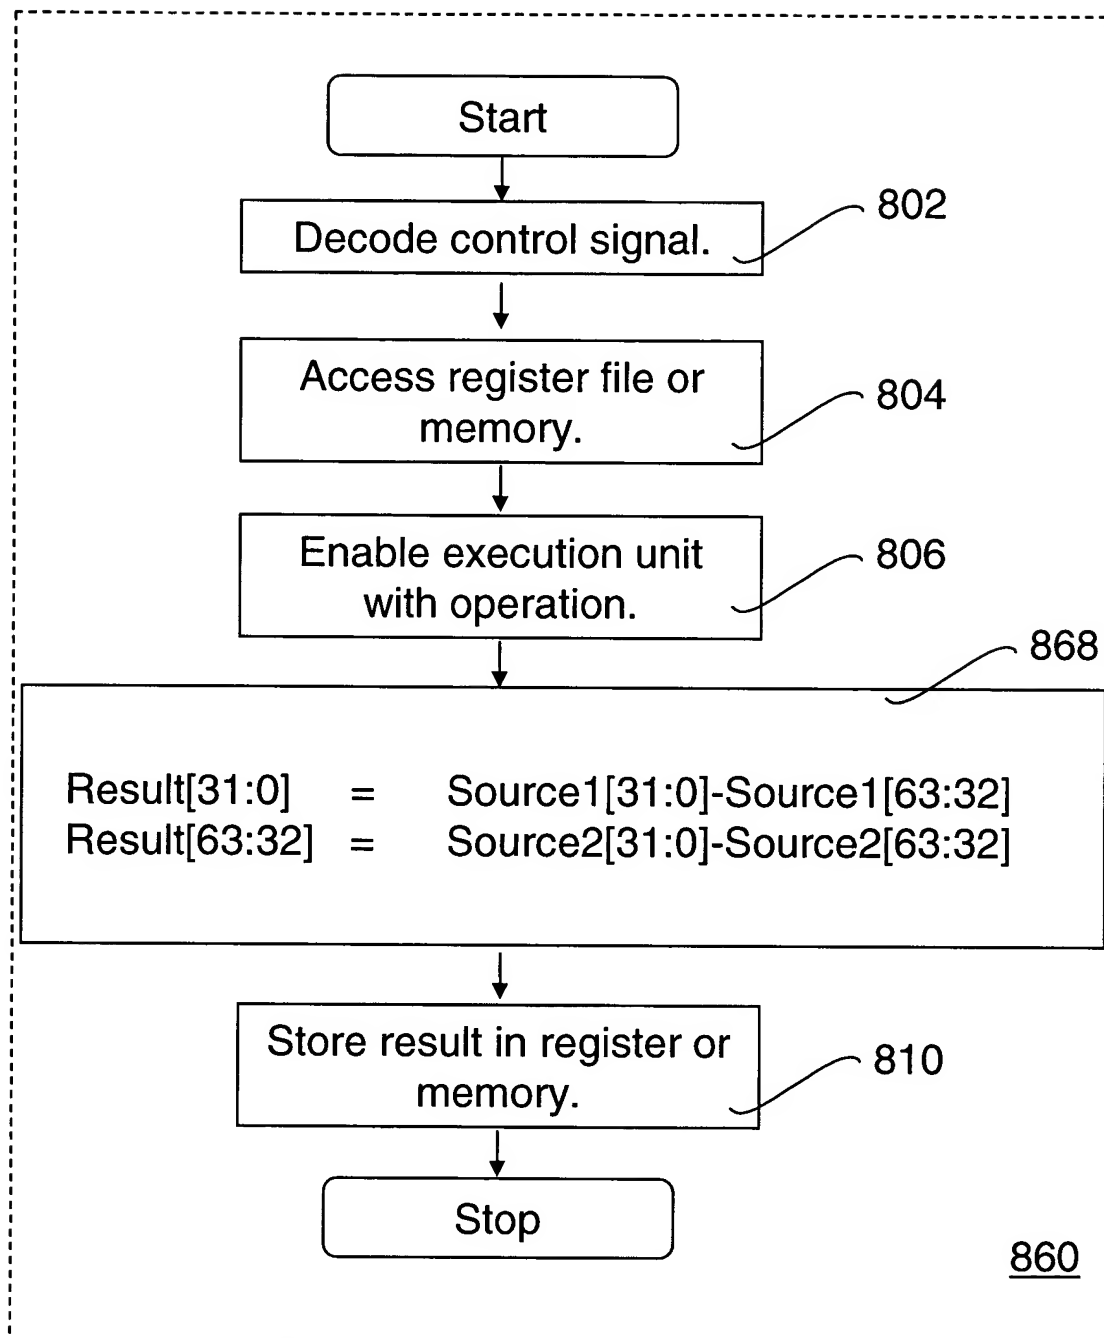 Start
Decode control signal.
802
Access register file or
memory.
804
Enable execution unit
with operation.
806
868
Result[31:0] = Source1[31:0]-Source1[63:32]
Result[63:32] = Source2[31:0]-Source2[63:32]
Store result in register or
memory.
810
Stop
860